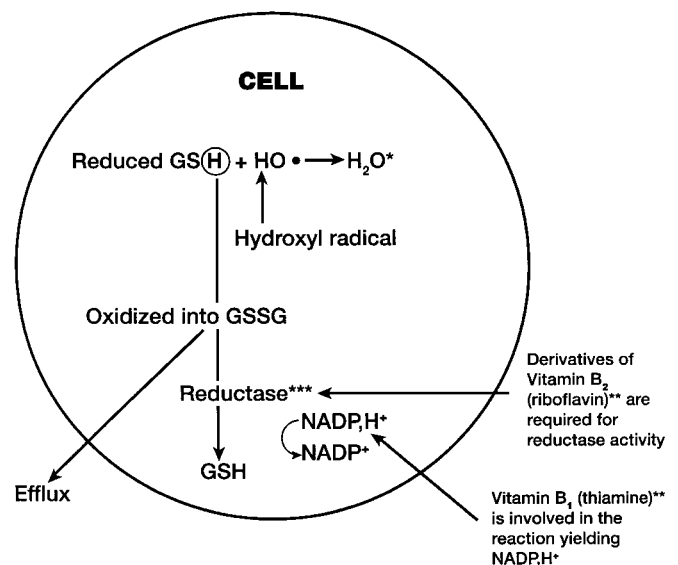 CELL
Reduced GSH + HO • H₂O*
Hydroxyl radical
Oxidized into GSSG
Reductase***
NADP,H⁺
NADP⁺
GSH
Efflux
Derivatives of
Vitamin B₂
(riboflavin)** are
required for
reductase activity
Vitamin B₁ (thiamine)**
is involved in the
reaction yielding
NADP.H⁺